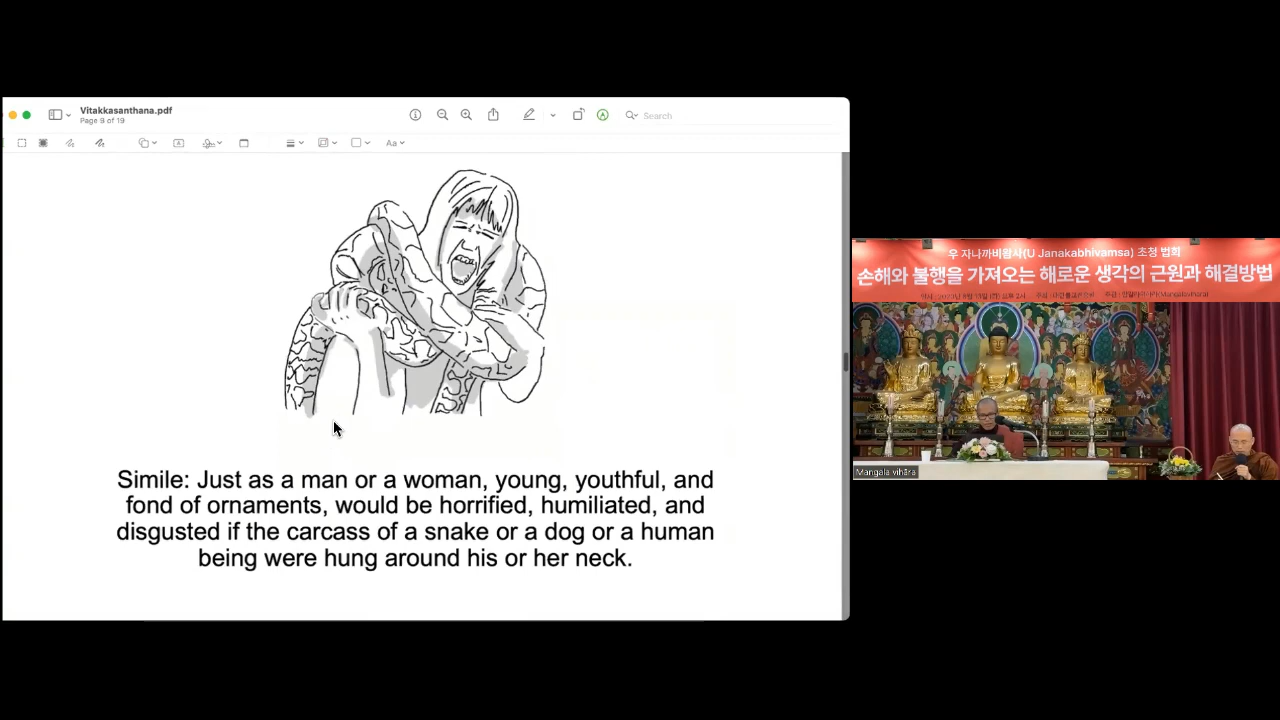 Vitakkasanthana.pdf
Page 9 of 19
Search
Aa
Simile: Just as a man or a woman, young, youthful, and
fond of ornaments, would be horrified, humiliated, and
disgusted if the carcass of a snake or a dog or a human
being were hung around his or her neck.
우 자나까비왐사(U Janakabhivamsa) 초청 법회
손해와 불행을 가져오는 해로운 생각의 근원과 해결방법
Mangala vihāra